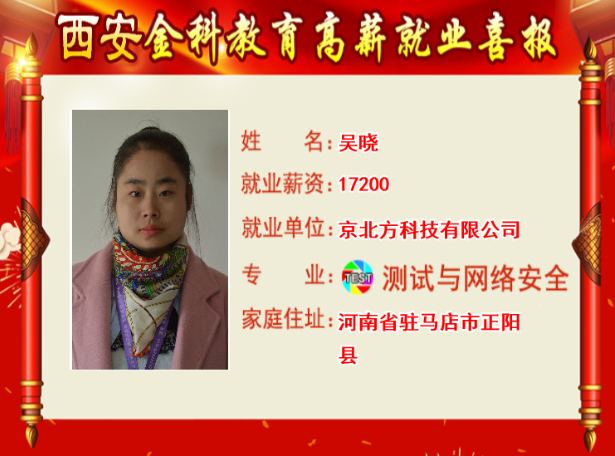 西安金科教育高薪就业喜报
姓 名：吴晓
就业薪资：17200
就业单位：京北方科技有限公司
专 业：TEST 测试与网络安全
家庭住址：河南省驻马店市正阳
县